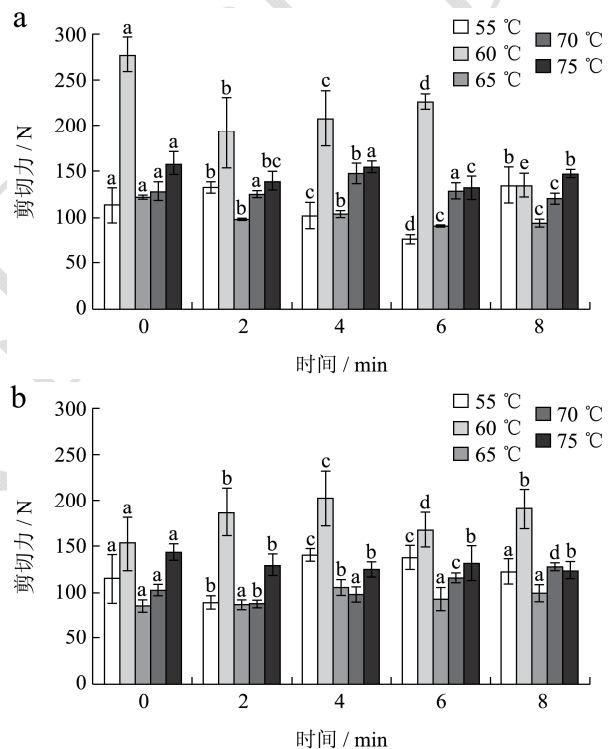 a
55 ℃
60 ℃
65 ℃
70 ℃
75 ℃
剪切力 / N
300
250
200
150
100
50
0
a a a a a
b b b a bc
c c b b a
d d c a c
b e c c b
0 2 4 6 8
时间 / min
b
55 ℃
60 ℃
65 ℃
70 ℃
75 ℃
剪切力 / N
300
250
200
150
100
50
0
a a a a a
b b a b b
c c b b b
c d a c b
a b a d b
0 2 4 6 8
时间 / min